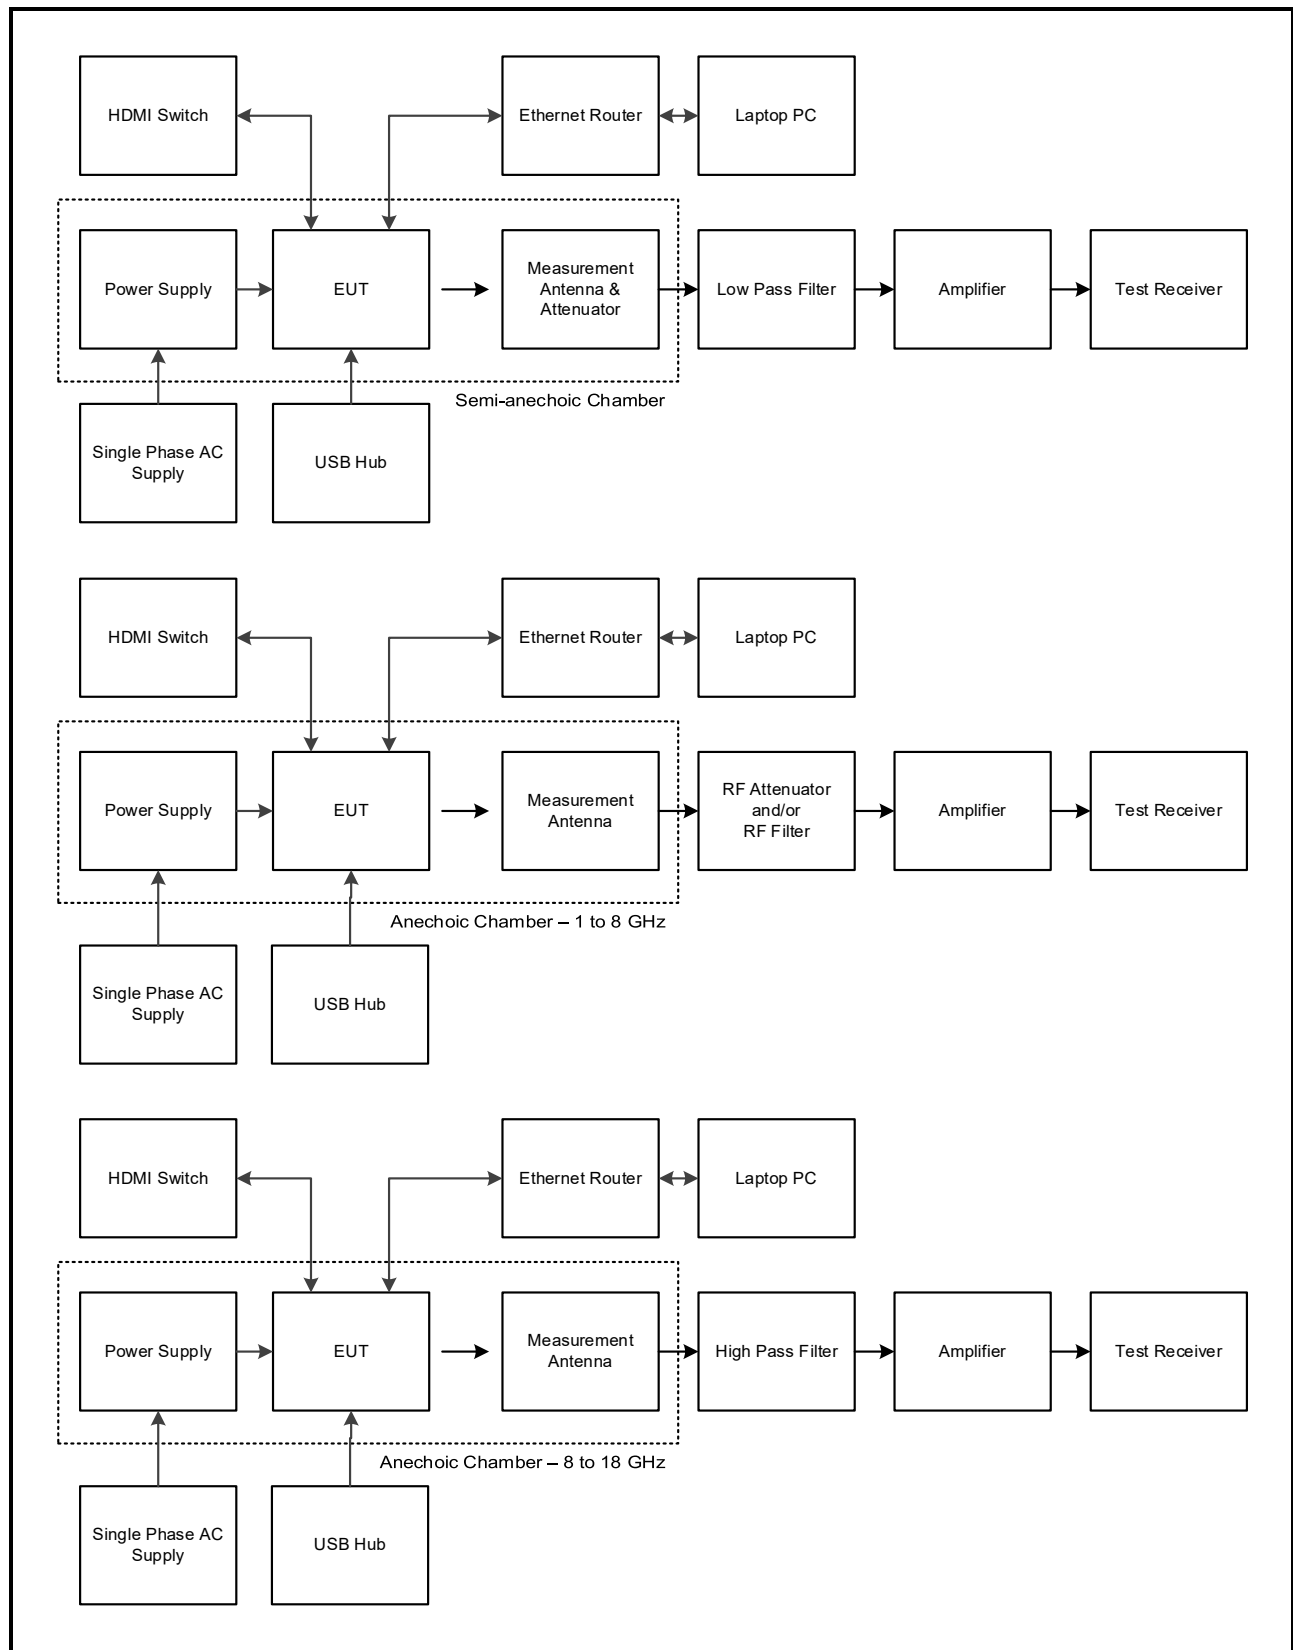 HDMI Switch
Ethernet Router
Laptop PC
Power Supply
EUT
Measurement
Antenna &
Attenuator
Low Pass Filter
Amplifier
Test Receiver
Semi-anechoic Chamber
Single Phase AC
Supply
USB Hub
HDMI Switch
Ethernet Router
Laptop PC
Power Supply
EUT
Measurement
Antenna
RF Attenuator
and/or
RF Filter
Amplifier
Test Receiver
Anechoic Chamber – 1 to 8 GHz
Single Phase AC
Supply
USB Hub
HDMI Switch
Ethernet Router
Laptop PC
Power Supply
EUT
Measurement
Antenna
High Pass Filter
Amplifier
Test Receiver
Anechoic Chamber – 8 to 18 GHz
Single Phase AC
Supply
USB Hub